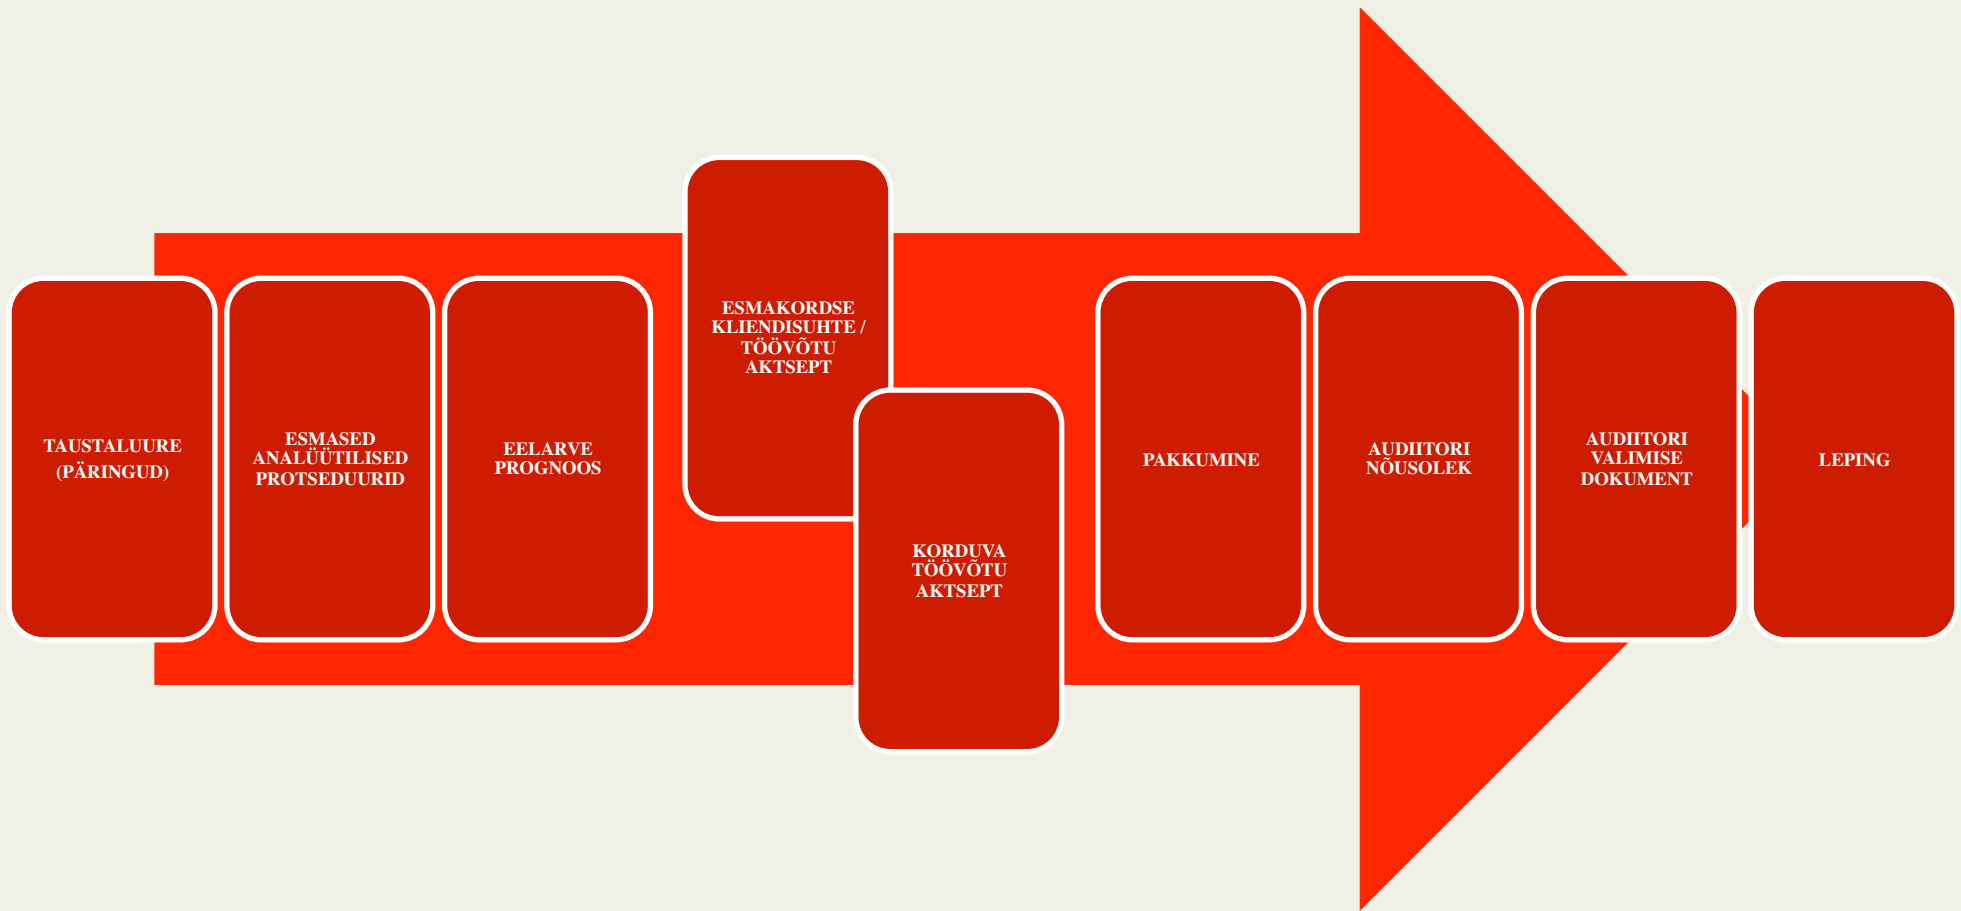 TAUSTALUURE
(PÄRINGUD)
ESMASED
ANALÜÜTILISED
PROTSEDUURID
EELARVE
PROGNOOS
ESMAKORDSE
KLIENDISUHTE /
TÖÖVÕTU
AKTSEPT
KORDUVA
TÖÖVÕTU
AKTSEPT
PAKKUMINE
AUDIITORI
NÕUSOLEK
AUDIITORI
VALIMISE
DOKUMENT
LEPING